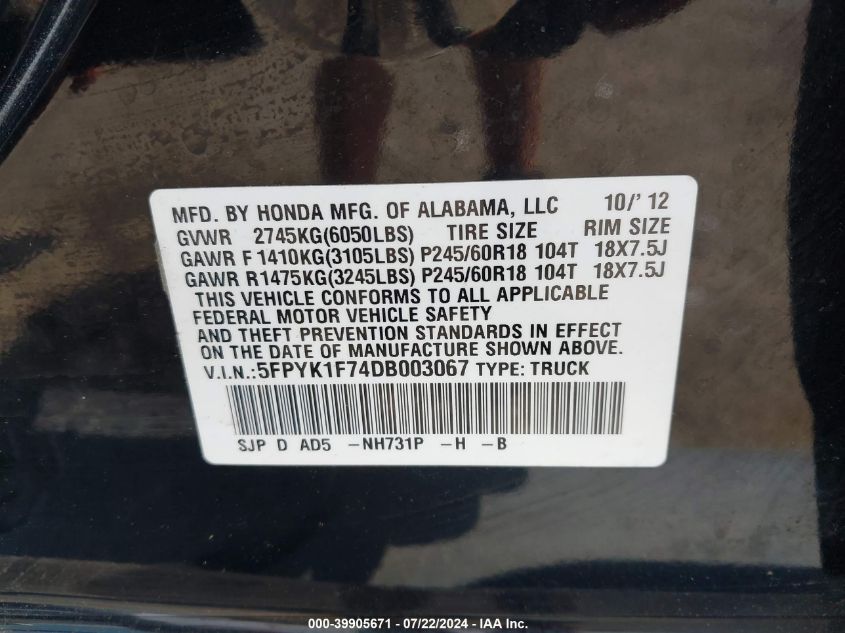 MFD. BY HONDA MFG. OF ALABAMA, LLC 10/'12
GVWR 2745KG(6050LBS) TIRE SIZE RIM SIZE
GAWR F 1410KG(3105LBS) P245/60R18 104T 18X7.5J
GAWR R1475KG(3245LBS) P245/60R18 104T 18X7.5J
THIS VEHICLE CONFORMS TO ALL APPLICABLE
FEDERAL MOTOR VEHICLE SAFETY
AND THEFT PREVENTION STANDARDS IN EFFECT
ON THE DATE OF MANUFACTURE SHOWN ABOVE.
V.I.N.:5FPYK1F74DB003067 TYPE: TRUCK
SJP D AD5 -NH731P -H -B
000-39905671 - 07/22/2024 - IAA Inc.